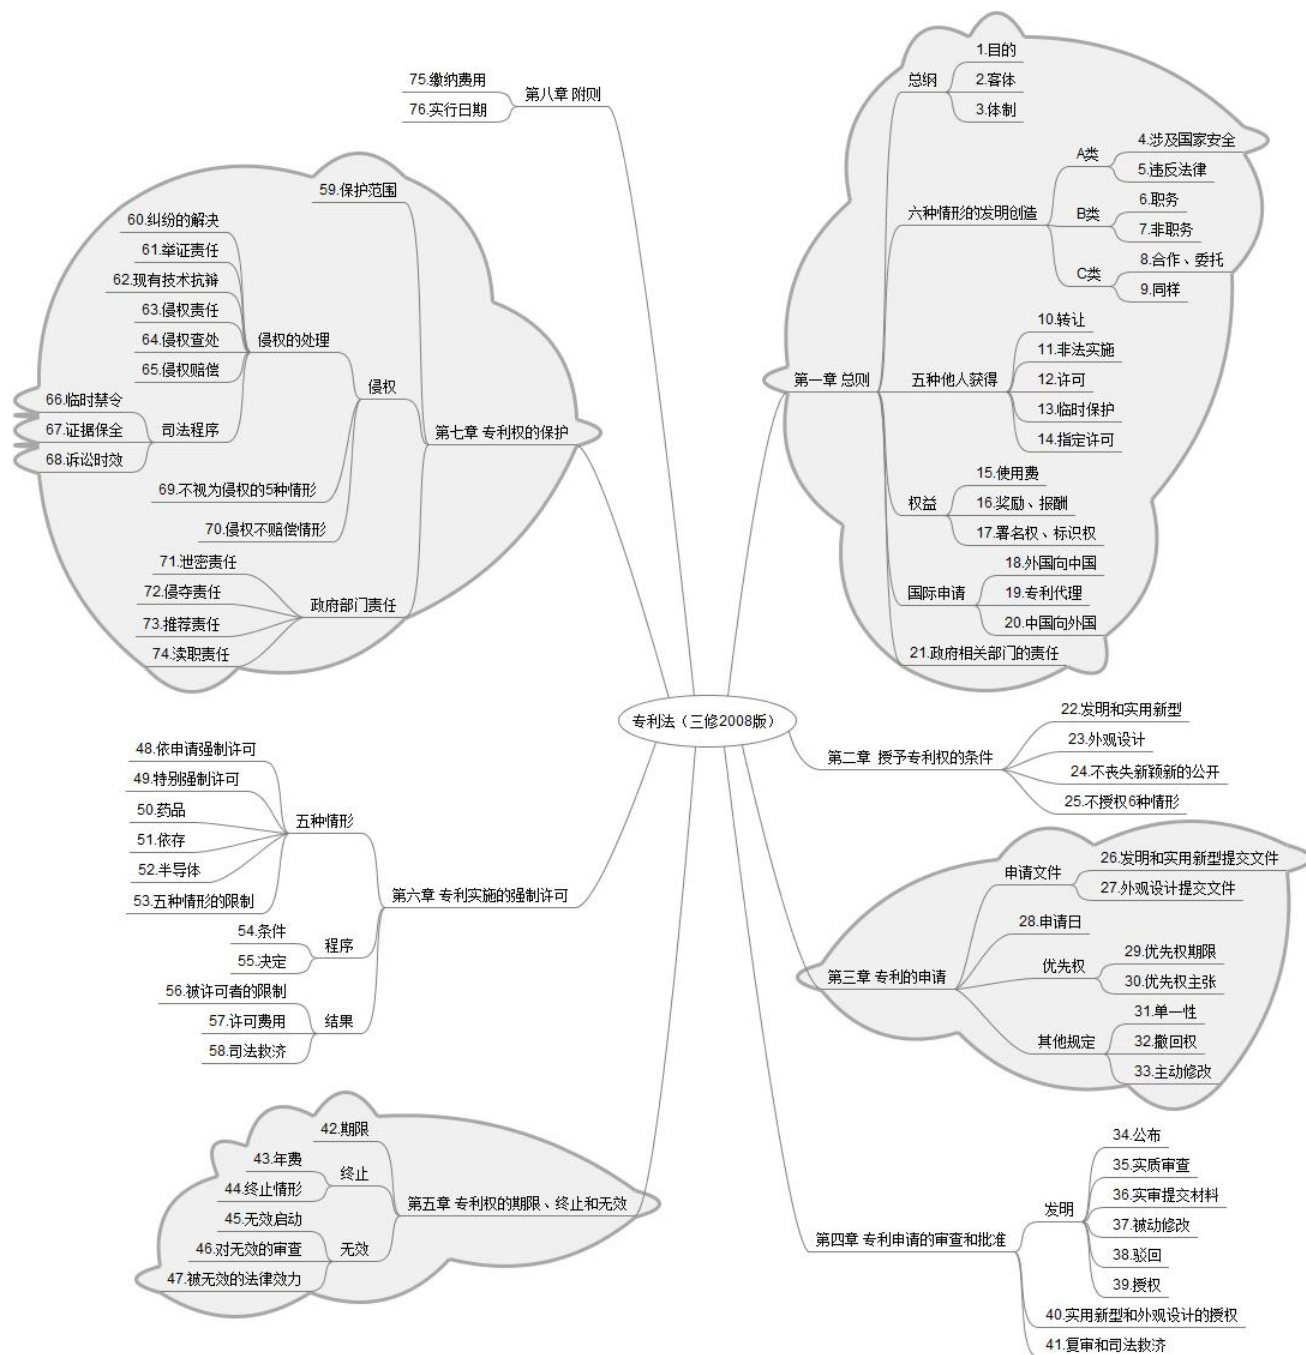 专利法（三修2008版）
第一章 总则
总纲
1.目的
2.客体
3.体制
六种情形的发明创造
A类
4.涉及国家安全
5.违反法律
B类
6.职务
7.非职务
C类
8.合作、委托
9.同样
五种他人获得
10.转让
11.非法实施
12.许可
13.临时保护
14.指定许可
权益
15.使用费
16.奖励、报酬
17.署名权、标识权
国际申请
18.外国向中国
19.专利代理
20.中国向外国
21.政府相关部门的责任
第二章 授予专利权的条件
22.发明和实用新型
23.外观设计
24.不丧失新颖新的公开
25.不授权6种情形
第三章 专利的申请
申请文件
26.发明和实用新型提交文件
27.外观设计提交文件
28.申请日
优先权
29.优先权期限
30.优先权主张
其他规定
31.单一性
32.撤回权
33.主动修改
第四章 专利申请的审查和批准
发明
34.公布
35.实质审查
36.实审提交材料
37.被动修改
38.驳回
39.授权
40.实用新型和外观设计的授权
41.复审和司法救济
第五章 专利权的期限、终止和无效
42.期限
终止
43.年费
44.终止情形
无效
45.无效启动
46.对无效的审查
47.被无效的法律效力
第六章 专利实施的强制许可
五种情形
48.依申请强制许可
49.特别强制许可
50.药品
51.依存
52.半导体
53.五种情形的限制
程序
54.条件
55.决定
结果
56.被许可者的限制
57.许可费用
58.司法救济
第七章 专利权的保护
59.保护范围
侵权
侵权的处理
60.纠纷的解决
61.举证责任
62.现有技术抗辩
63.侵权责任
64.侵权查处
65.侵权赔偿
司法程序
66.临时禁令
67.证据保全
68.诉讼时效
69.不视为侵权的5种情形
70.侵权不赔偿情形
政府部门责任
71.泄密责任
72.侵夺责任
73.推荐责任
74.渎职责任
第八章 附则
75.缴纳费用
76.实行日期